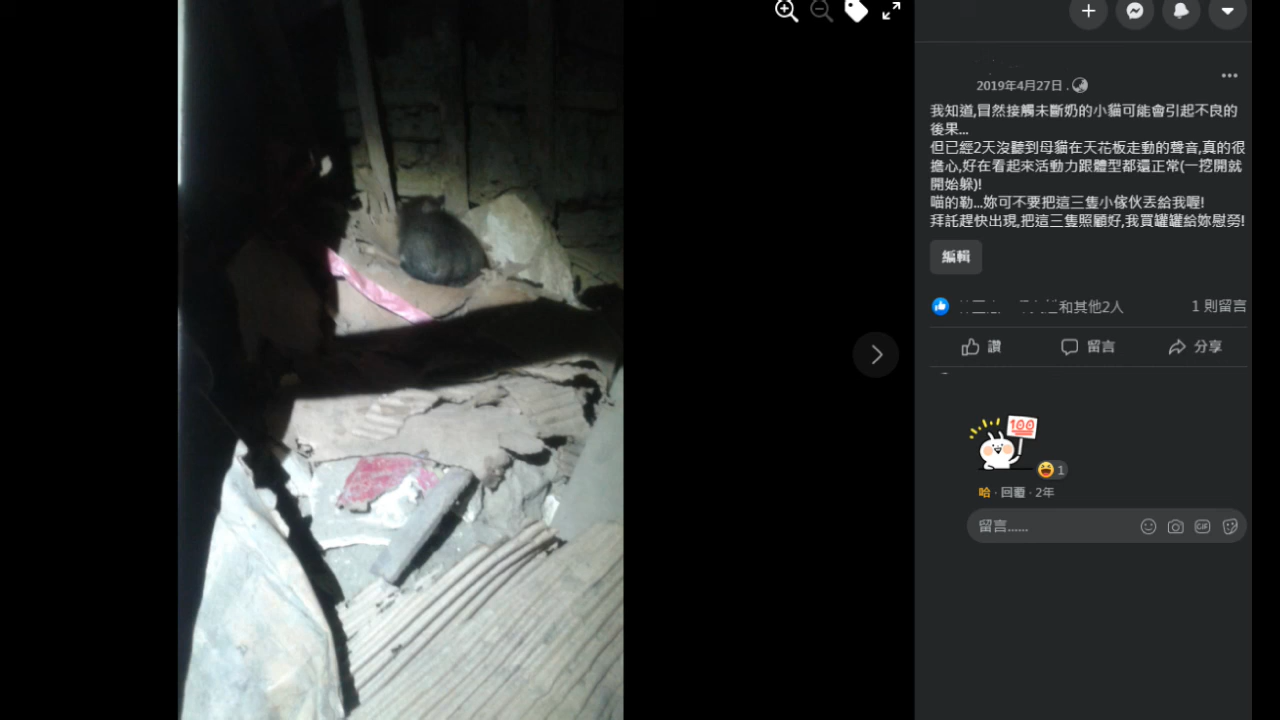 2019年4月27日 .
我知道,冒然接觸未斷奶的小貓可能會引起不良的
後果...
但已經2天沒聽到母貓在天花板走動的聲音,真的很
擔心,好在看起來活動力跟體型都還正常(一挖開就
開始躲)!
喵的勒...妳可不要把這三隻小傢伙丟給我喔!
拜託趕快出現,把這三隻照顧好,我買罐罐給妳慰勞!
編輯
和其他2人 1 則留言
讚 留言 分享
100
1
哈 · 回覆 · 2年
留言...... GIF